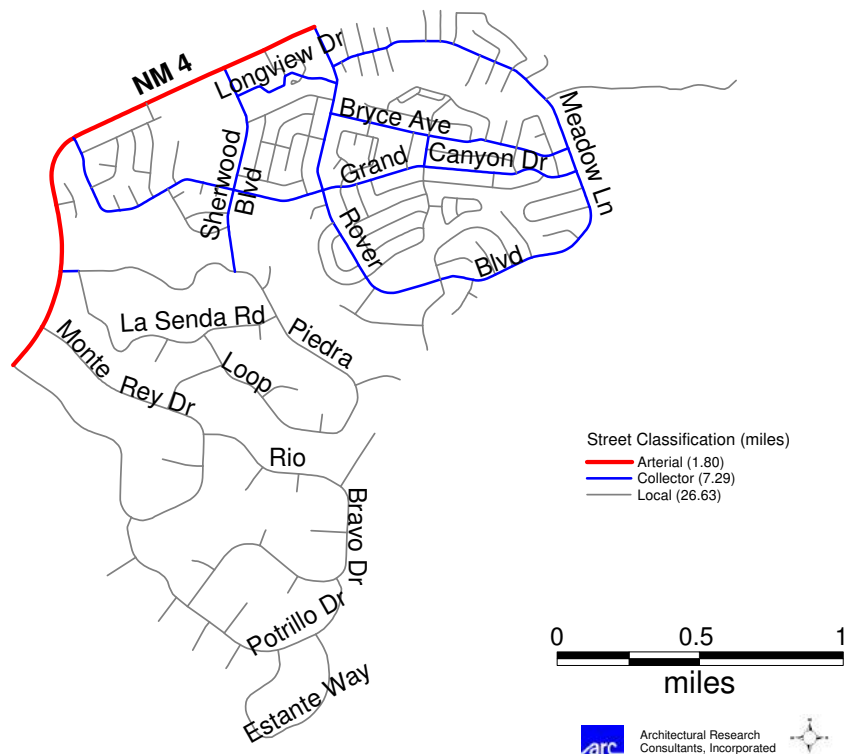 NM 4
Longview Dr
Bryce Ave
Meadow Ln
Grand
Canyon Dr
Sherwood
Blvd
Rover
Blvd
La Senda Rd
Piedra
Monte
Rey Dr
Loop
Rio
Bravo Dr
Potrillo Dr
Estante Way
Street Classification (miles)
Arterial (1.80)
Collector (7.29)
Local (26.63)
0 0.5 1
miles
arc
Architectural Research
Consultants, Incorporated